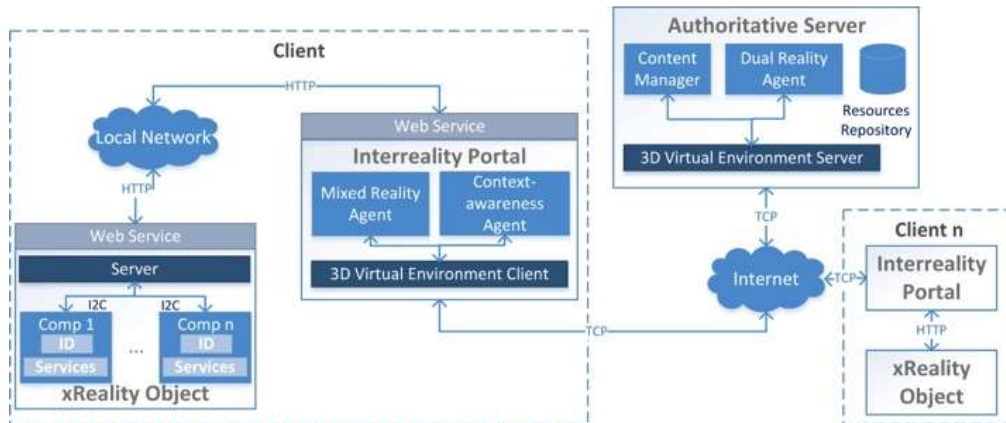 Client
HTTP
Local Network
HTTP
Web Service
Server
I2C
I2C
Comp 1
ID
Services
...
Comp n
ID
Services
xReality Object
Web Service
Interreality Portal
Mixed Reality
Agent
Context-
awareness
Agent
3D Virtual Environment Client
TCP
Authoritative Server
Content
Manager
Dual Reality
Agent
Resources
Repository
3D Virtual Environment Server
TCP
Internet
TCP
Client n
Interreality
Portal
HTTP
xReality
Object